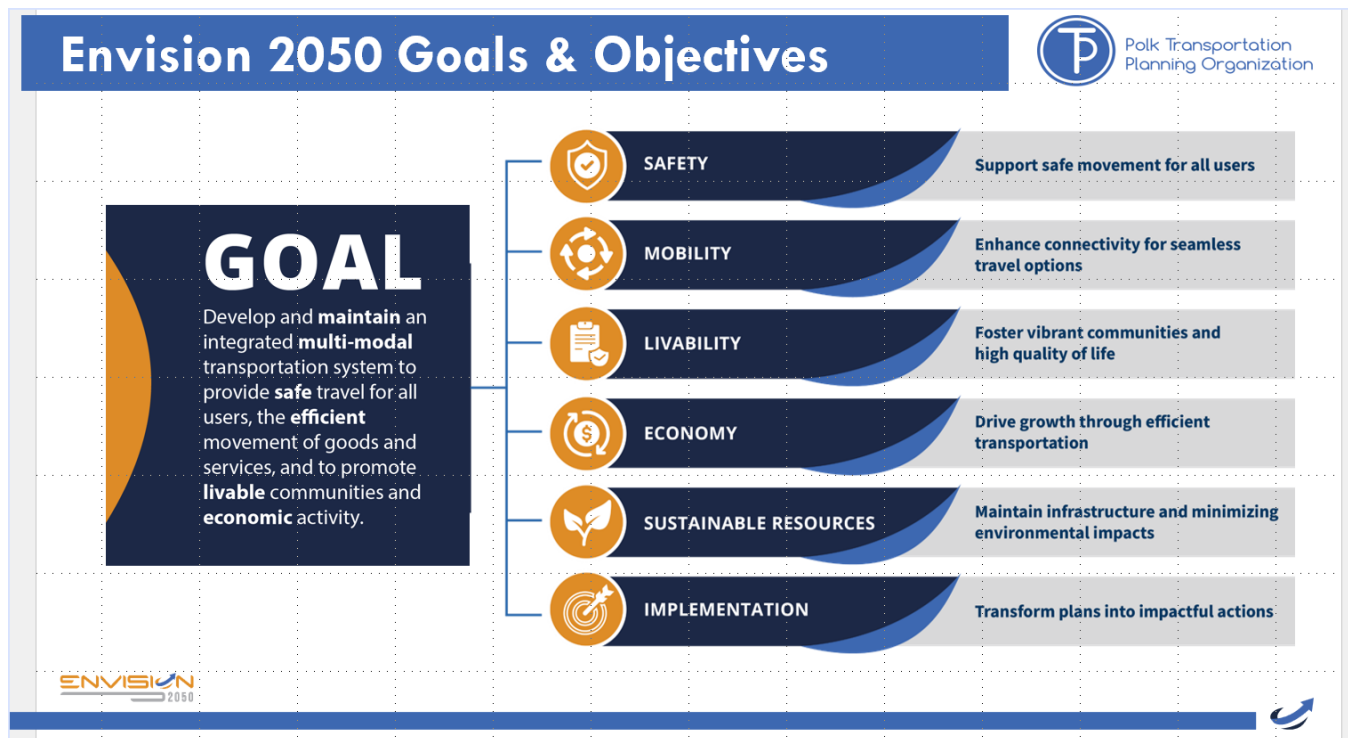 Envision 2050 Goals & Objectives
TP
Polk Transportation
Planning Organization
GOAL
Develop and maintain an
integrated multi-modal
transportation system to
provide safe travel for all
users, the efficient
movement of goods and
services, and to promote
livable communities and
economic activity.
SAFETY
Support safe movement for all users
MOBILITY
Enhance connectivity for seamless
travel options
LIVABILITY
Foster vibrant communities and
high quality of life
$
ECONOMY
Drive growth through efficient
transportation
SUSTAINABLE RESOURCES
Maintain infrastructure and minimizing
environmental impacts
IMPLEMENTATION
Transform plans into impactful actions
ENVISION
2050